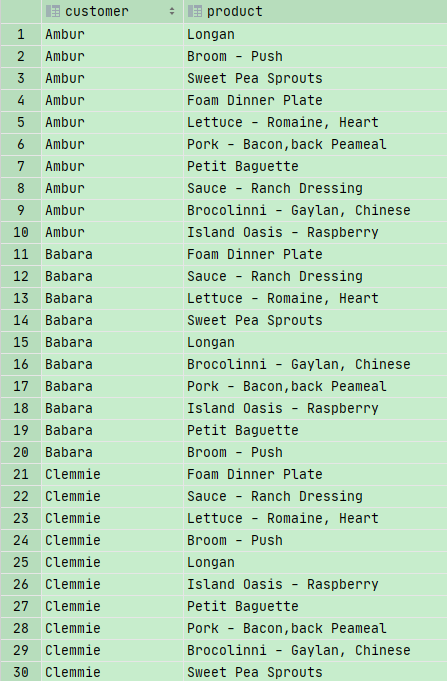 customer product
1 Ambur Longan
2 Ambur Broom - Push
3 Ambur Sweet Pea Sprouts
4 Ambur Foam Dinner Plate
5 Ambur Lettuce - Romaine, Heart
6 Ambur Pork - Bacon,back Peameal
7 Ambur Petit Baguette
8 Ambur Sauce - Ranch Dressing
9 Ambur Brocolinni - Gaylan, Chinese
10 Ambur Island Oasis - Raspberry
11 Babara Foam Dinner Plate
12 Babara Sauce - Ranch Dressing
13 Babara Lettuce - Romaine, Heart
14 Babara Sweet Pea Sprouts
15 Babara Longan
16 Babara Brocolinni - Gaylan, Chinese
17 Babara Pork - Bacon,back Peameal
18 Babara Island Oasis - Raspberry
19 Babara Petit Baguette
20 Babara Broom - Push
21 Clemmie Foam Dinner Plate
22 Clemmie Sauce - Ranch Dressing
23 Clemmie Lettuce - Romaine, Heart
24 Clemmie Broom - Push
25 Clemmie Longan
26 Clemmie Island Oasis - Raspberry
27 Clemmie Petit Baguette
28 Clemmie Pork - Bacon,back Peameal
29 Clemmie Brocolinni - Gaylan, Chinese
30 Clemmie Sweet Pea Sprouts